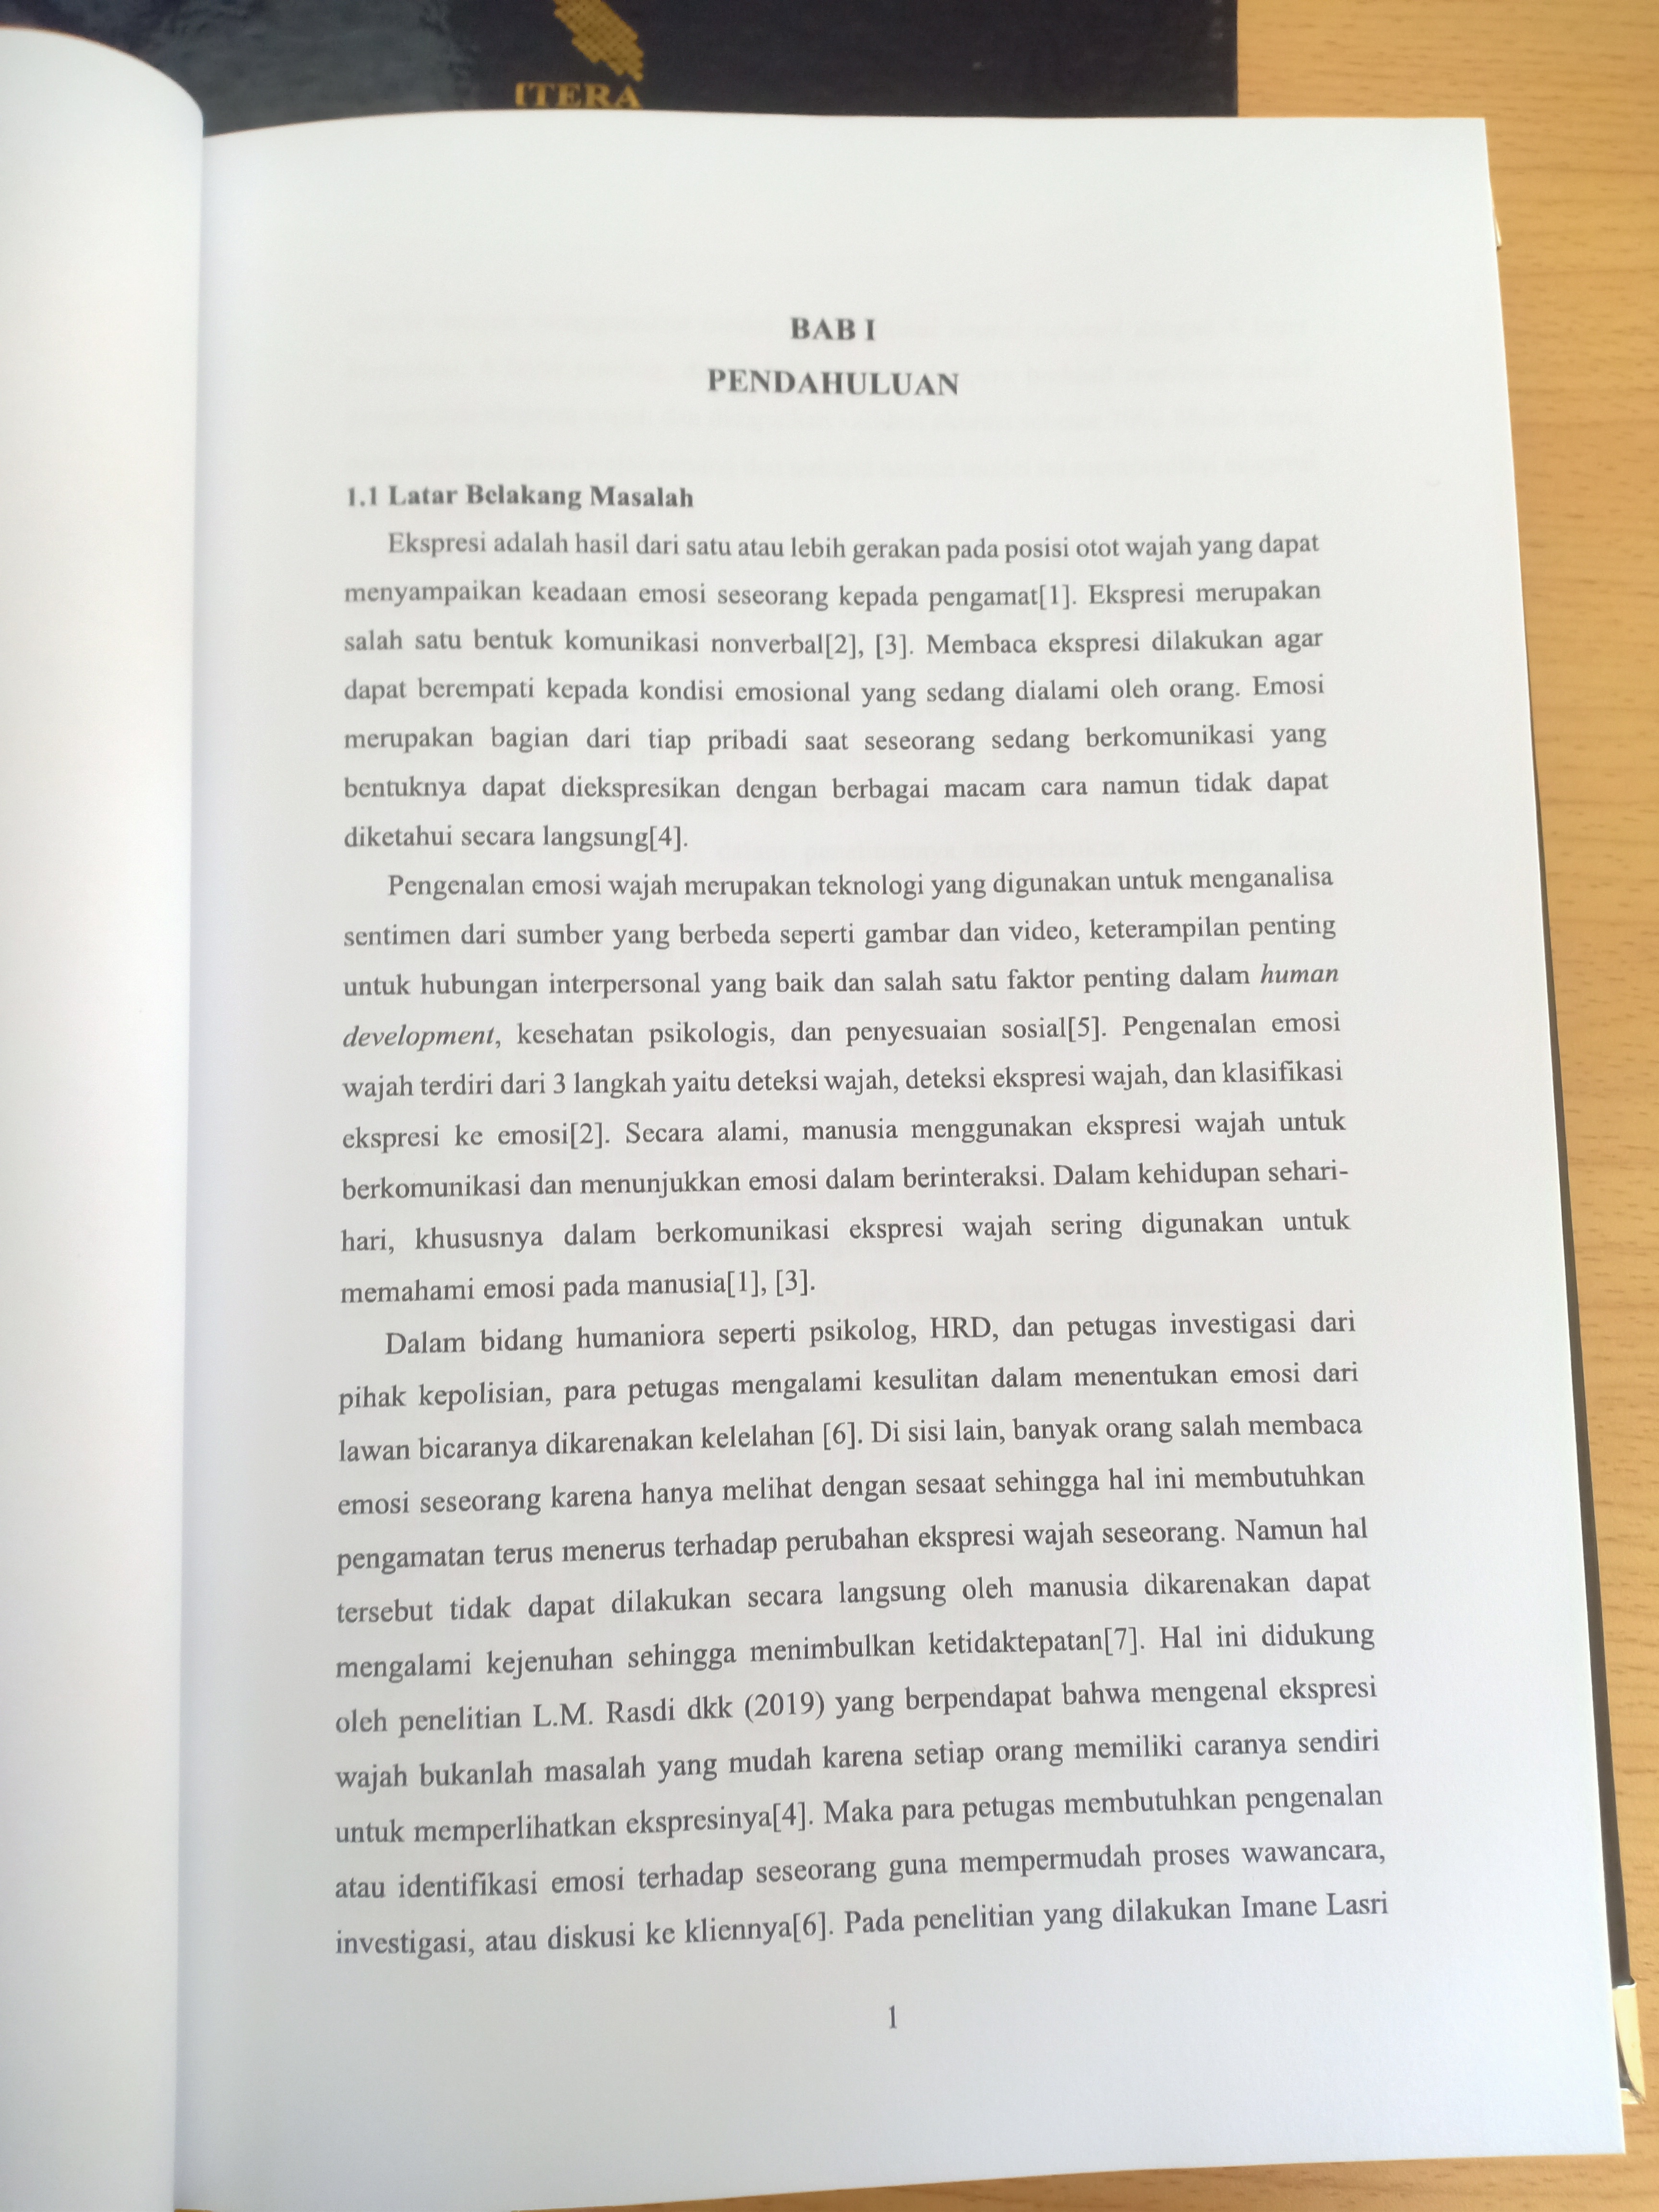 ITERA
BAB I
PENDAHULUAN
1.1 Latar Belakang Masalah
Ekspresi adalah hasil dari satu atau lebih gerakan pada posisi otot wajah yang dapat
menyampaikan keadaan emosi seseorang kepada pengamat[1]. Ekspresi merupakan
salah satu bentuk komunikasi nonverbal[2], [3]. Membaca ekspresi dilakukan agar
dapat berempati kepada kondisi emosional yang sedang dialami oleh orang. Emosi
merupakan bagian dari tiap pribadi saat seseorang sedang berkomunikasi yang
bentuknya dapat diekspresikan dengan berbagai macam cara namun tidak dapat
diketahui secara langsung[4].
Pengenalan emosi wajah merupakan teknologi yang digunakan untuk menganalisa
sentimen dari sumber yang berbeda seperti gambar dan video, keterampilan penting
untuk hubungan interpersonal yang baik dan salah satu faktor penting dalam human
development, kesehatan psikologis, dan penyesuaian sosial[5]. Pengenalan emosi
wajah terdiri dari 3 langkah yaitu deteksi wajah, deteksi ekspresi wajah, dan klasifikasi
ekspresi ke emosi[2]. Secara alami, manusia menggunakan ekspresi wajah untuk
berkomunikasi dan menunjukkan emosi dalam berinteraksi. Dalam kehidupan sehari-
hari, khususnya dalam berkomunikasi ekspresi wajah sering digunakan untuk
memahami emosi pada manusia[1], [3].
Dalam bidang humaniora seperti psikolog, HRD, dan petugas investigasi dari
pihak kepolisian, para petugas mengalami kesulitan dalam menentukan emosi dari
lawan bicaranya dikarenakan kelelahan [6]. Di sisi lain, banyak orang salah membaca
emosi seseorang karena hanya melihat dengan sesaat sehingga hal ini membutuhkan
pengamatan terus menerus terhadap perubahan ekspresi wajah seseorang. Namun hal
tersebut tidak dapat dilakukan secara langsung oleh manusia dikarenakan dapat
mengalami kejenuhan sehingga menimbulkan ketidaktepatan[7]. Hal ini didukung
oleh penelitian L.M. Rasdi dkk (2019) yang berpendapat bahwa mengenal ekspresi
wajah bukanlah masalah yang mudah karena setiap orang memiliki caranya sendiri
untuk memperlihatkan ekspresinya[4]. Maka para petugas membutuhkan pengenalan
atau identifikasi emosi terhadap seseorang guna mempermudah proses wawancara,
investigasi, atau diskusi ke kliennya[6]. Pada penelitian yang dilakukan Imane Lasri
1